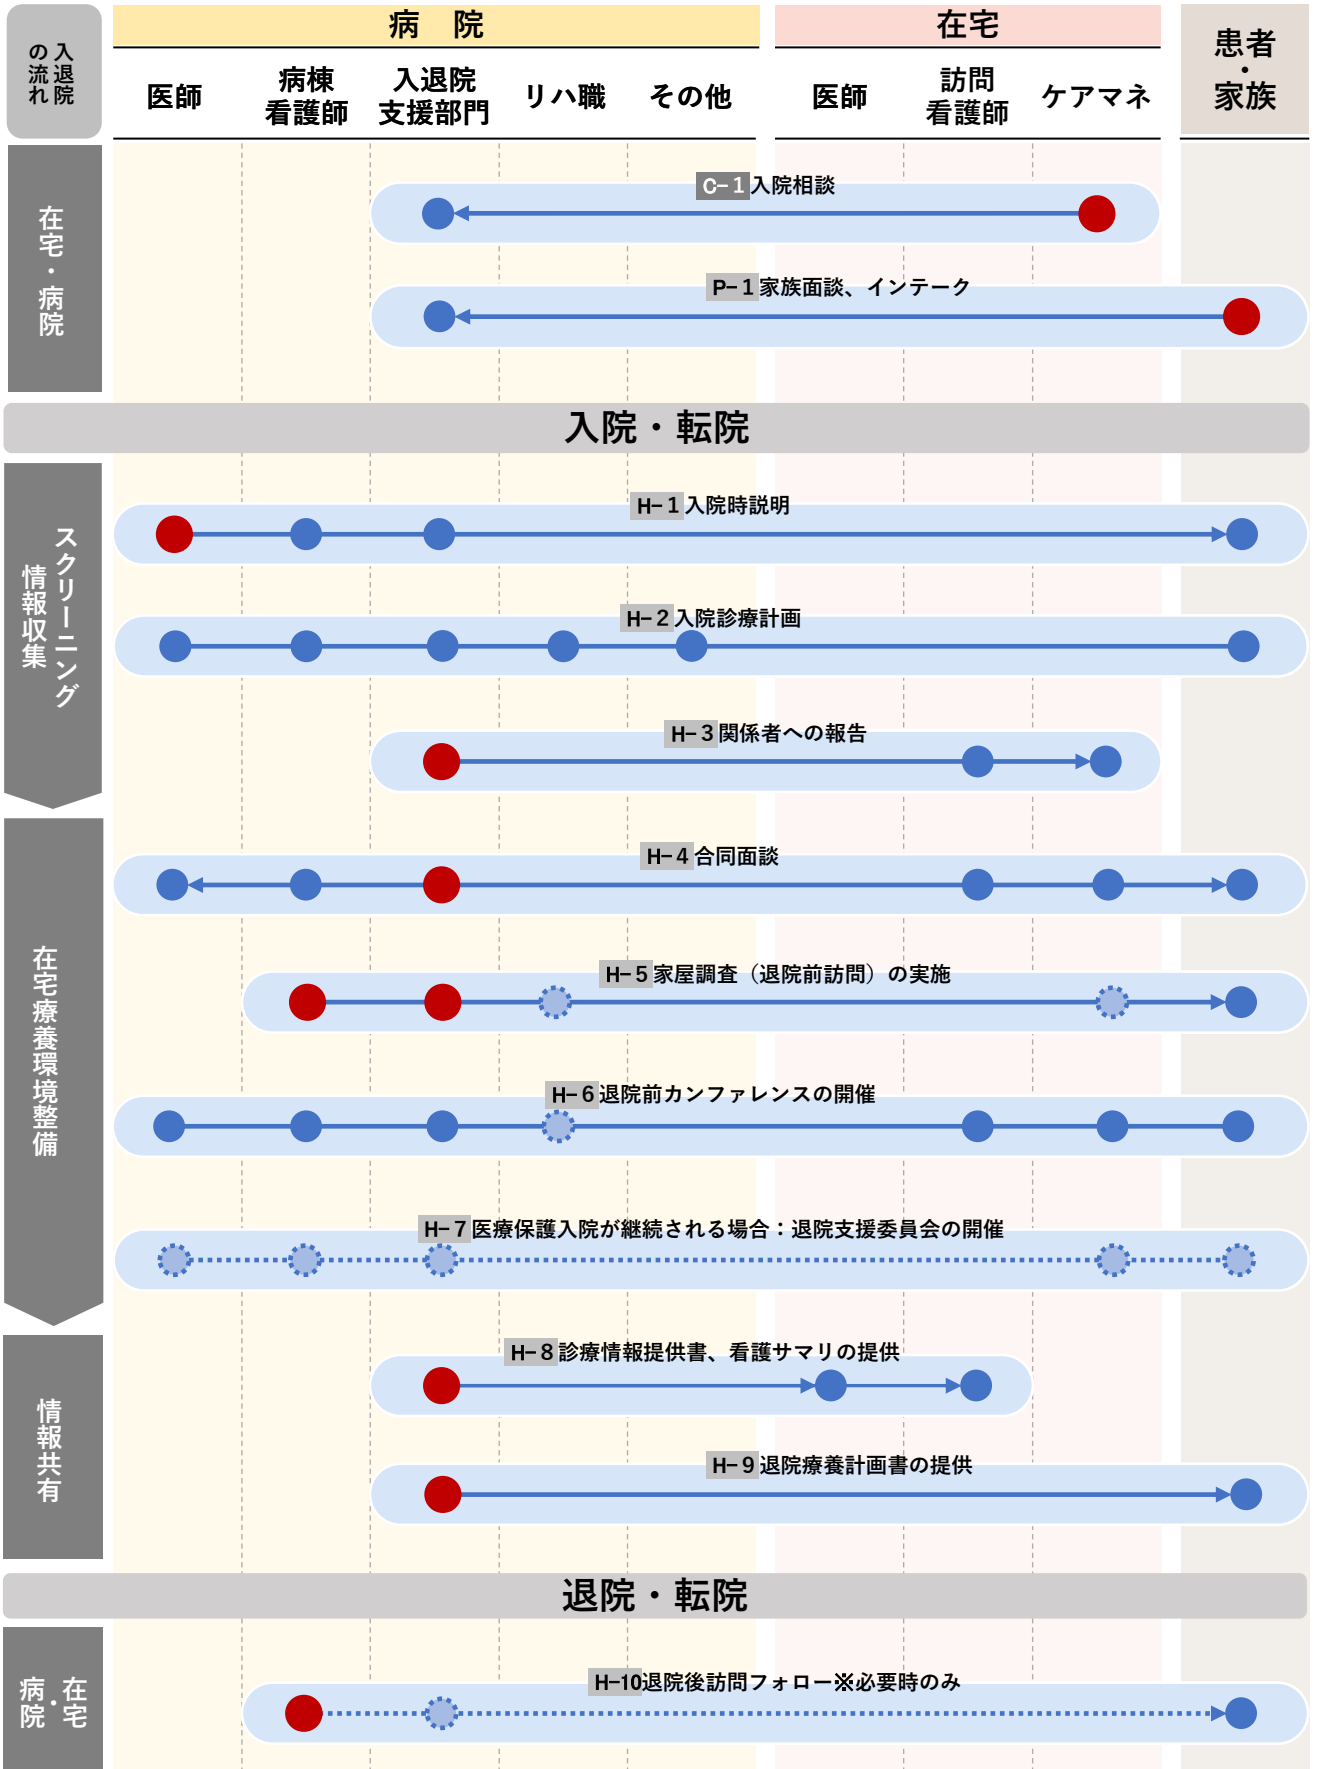 入退院
の流れ
病　院
在宅
患者
・
家族
医師
病棟
看護師
入退院
支援部門
リハ職
その他
医師
訪問
看護師
ケアマネ
在宅・病院
C-１入院相談
P-１家族面談、インテーク
入院・転院
スクリーニング
情報収集
H-１入院時説明
H-２入院診療計画
H-３関係者への報告
在宅療養環境整備
H-４合同面談
H-５家屋調査（退院前訪問）の実施
H-６退院前カンファレンスの開催
H-７医療保護入院が継続される場合：退院支援委員会の開催
情報共有
H-８診療情報提供書、看護サマリの提供
H-９退院療養計画書の提供
退院・転院
在宅・
病院
H-10退院後訪問フォロー※必要時のみ